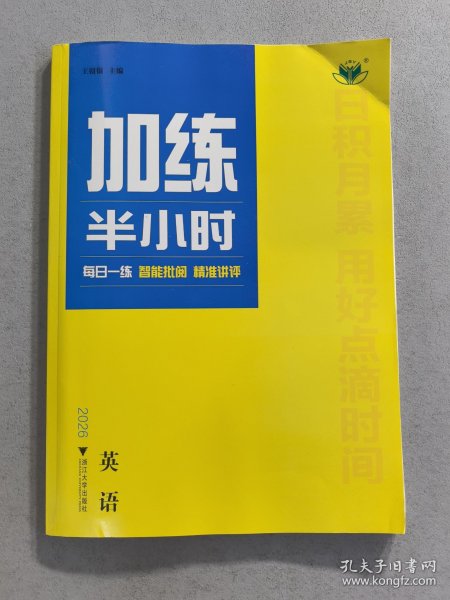 王朝银 主编
加练
半小时
每日一练 智能批阅 精准讲评
日积月累 用好点滴时间
2026
浙江大学出版社
英语
孔夫子旧书网
www.kongfz.com